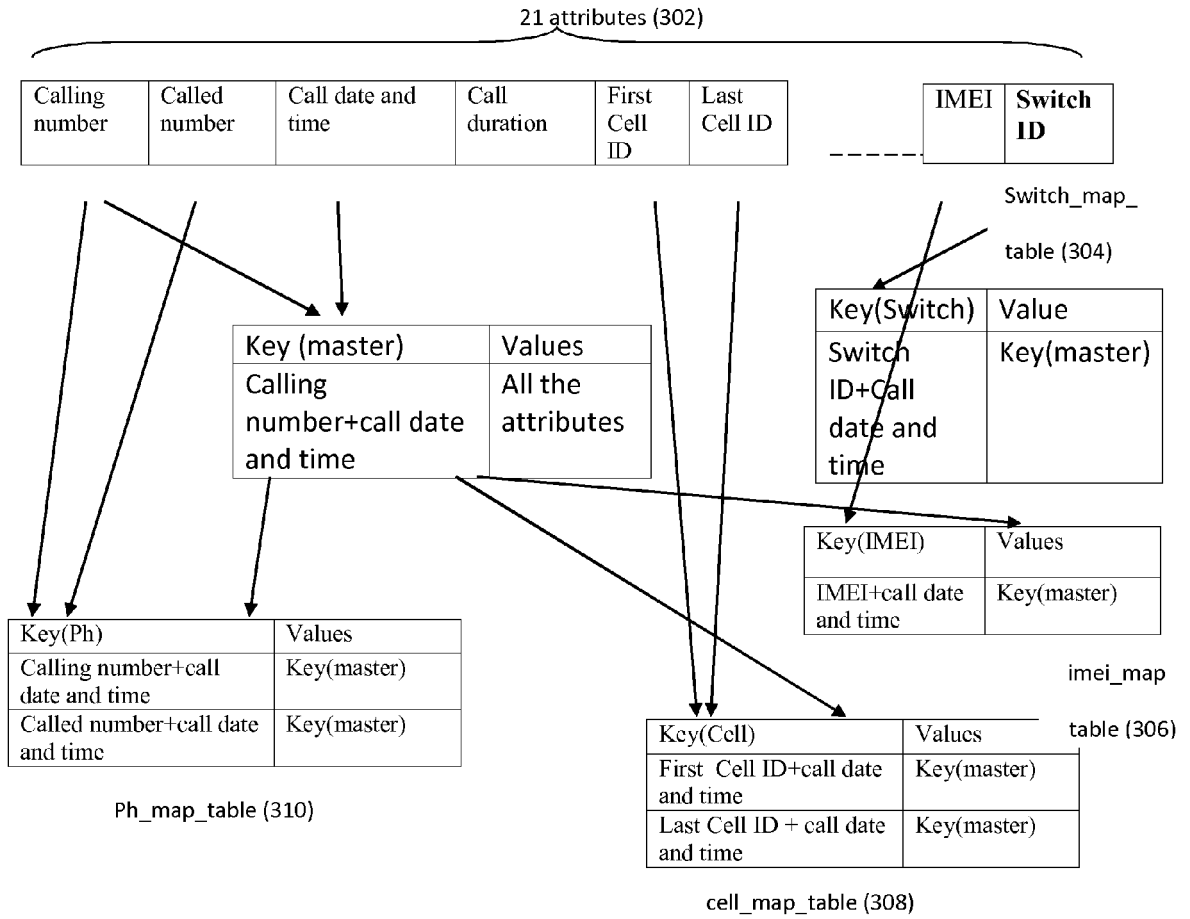 21 attributes (302)
Calling
number
Called
number
Call date and
time
Call
duration
First
Cell
ID
Last
Cell ID
IMEI
Switch
ID
Switch_map_
table (304)
Key(Switch)
Value
Switch
ID+Call
date and
time
Key(master)
Key (master)
Values
Calling
number+call date
and time
All the
attributes
Key(IMEI)
Values
IMEI+call date
and time
Key(master)
imei_map
table (306)
Key(Ph)
Values
Calling number+call
date and time
Key(master)
Called number+call date
and time
Key(master)
Ph_map_table (310)
Key(Cell)
Values
First Cell ID+call date
and time
Key(master)
Last Cell ID + call date
and time
Key(master)
cell_map_table (308)